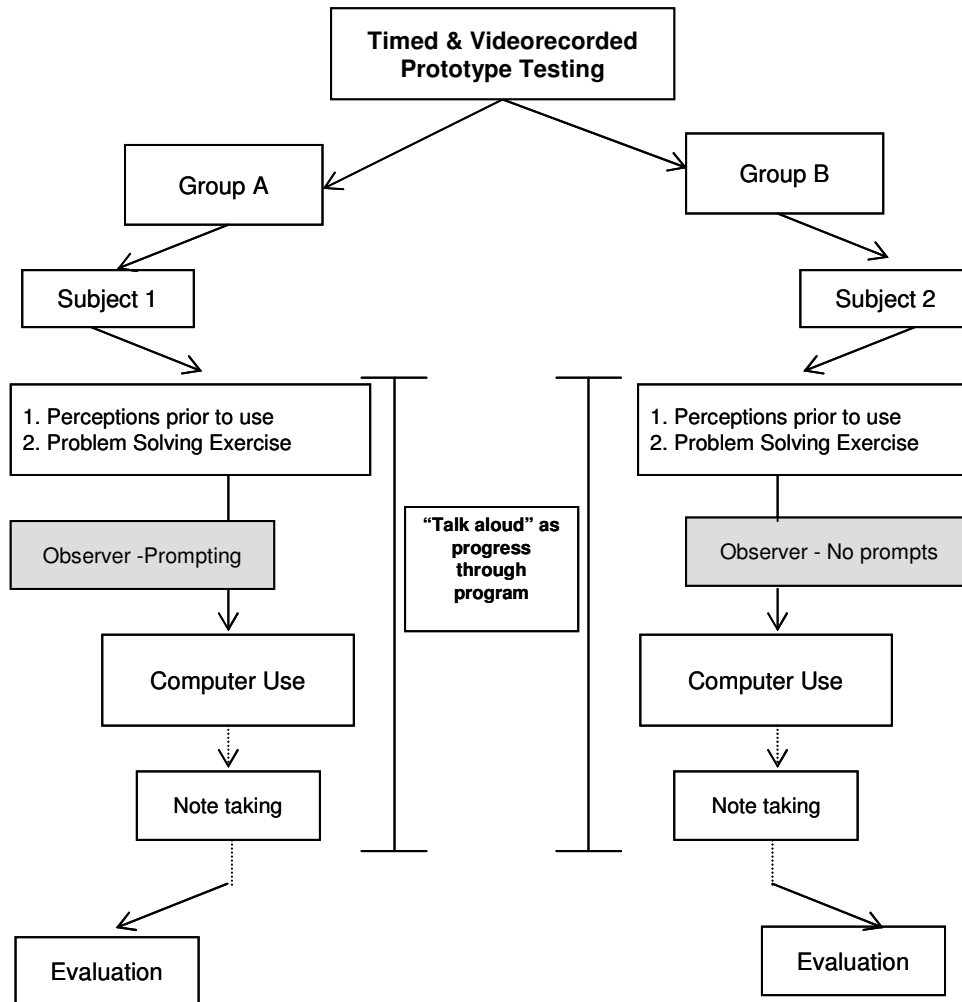 Timed & Videorecorded
Prototype Testing
Group A
Group B
Subject 1
Subject 2
1. Perceptions prior to use
2. Problem Solving Exercise
1. Perceptions prior to use
2. Problem Solving Exercise
“Talk aloud” as
progress
through
program
Observer -Prompting
Observer - No prompts
Computer Use
Computer Use
Note taking
Note taking
Evaluation
Evaluation